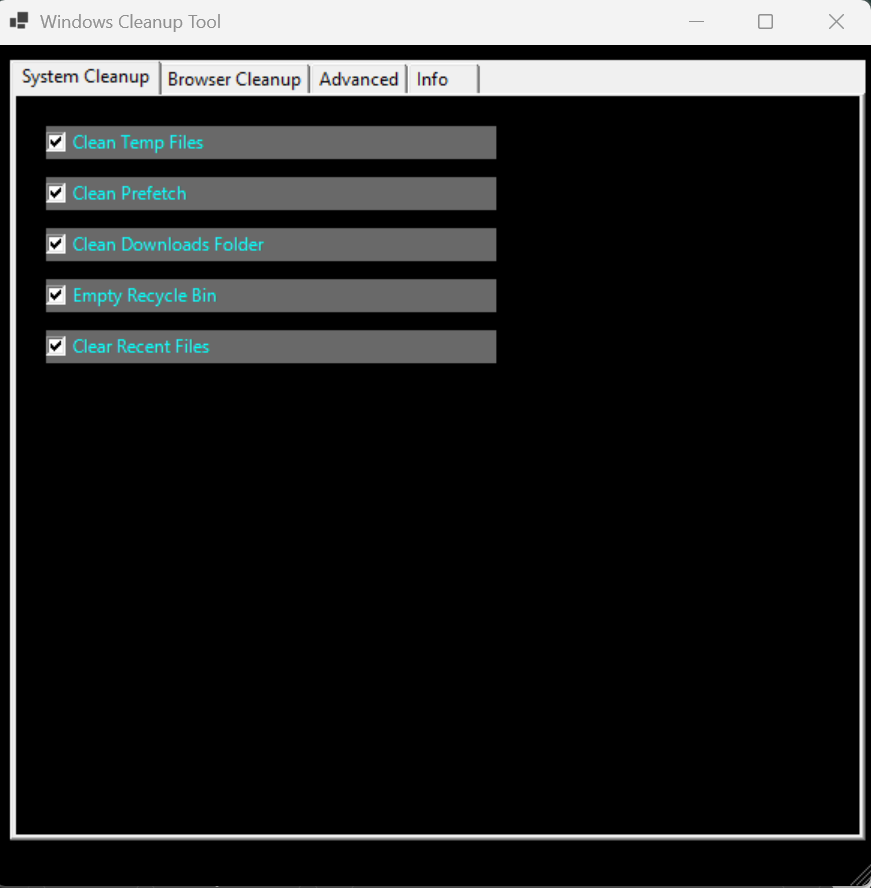 Windows Cleanup Tool
System Cleanup Browser Cleanup Advanced Info
Clean Temp Files
Clean Prefetch
Clean Downloads Folder
Empty Recycle Bin
Clear Recent Files